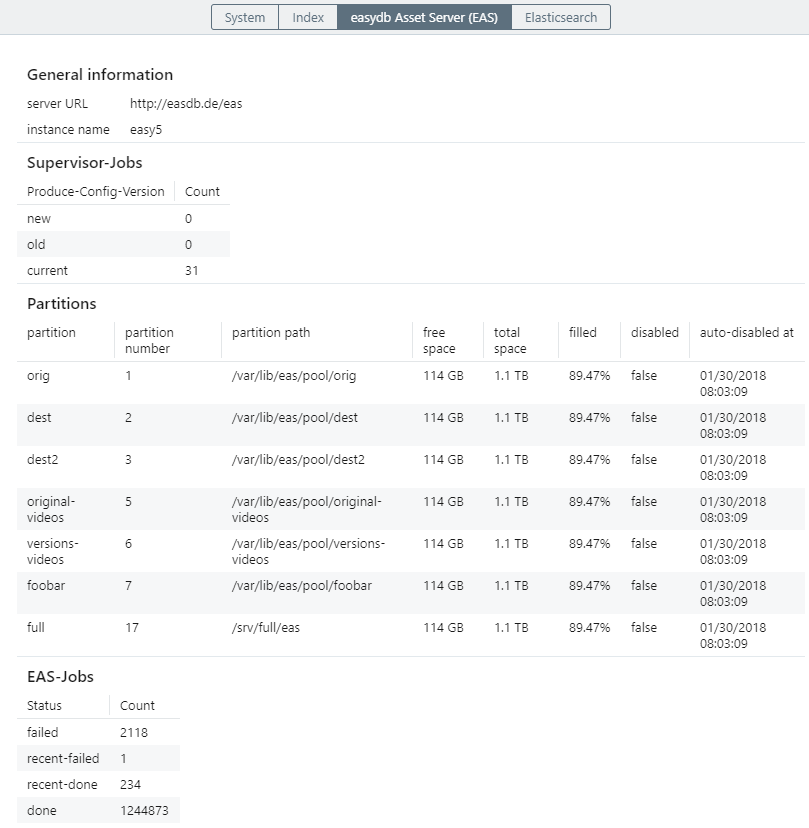 System Index easydb Asset Server (EAS) Elasticsearch
General information
server URL http://easdb.de/eas
instance name easy5
Supervisor-Jobs
Produce-Config-Version Count
new 0
old 0
current 31
Partitions
partition partition number partition path free space total space filled disabled auto-disabled at
orig 1 /var/lib/eas/pool/orig 114 GB 1.1 TB 89.47% false 01/30/2018 08:03:09
dest 2 /var/lib/eas/pool/dest 114 GB 1.1 TB 89.47% false 01/30/2018 08:03:09
dest2 3 /var/lib/eas/pool/dest2 114 GB 1.1 TB 89.47% false 01/30/2018 08:03:09
original-videos 5 /var/lib/eas/pool/original-videos 114 GB 1.1 TB 89.47% false 01/30/2018 08:03:09
versions-videos 6 /var/lib/eas/pool/versions-videos 114 GB 1.1 TB 89.47% false 01/30/2018 08:03:09
foobar 7 /var/lib/eas/pool/foobar 114 GB 1.1 TB 89.47% false 01/30/2018 08:03:09
full 17 /srv/full/eas 114 GB 1.1 TB 89.47% false 01/30/2018 08:03:09
EAS-Jobs
Status Count
failed 2118
recent-failed 1
recent-done 234
done 1244873